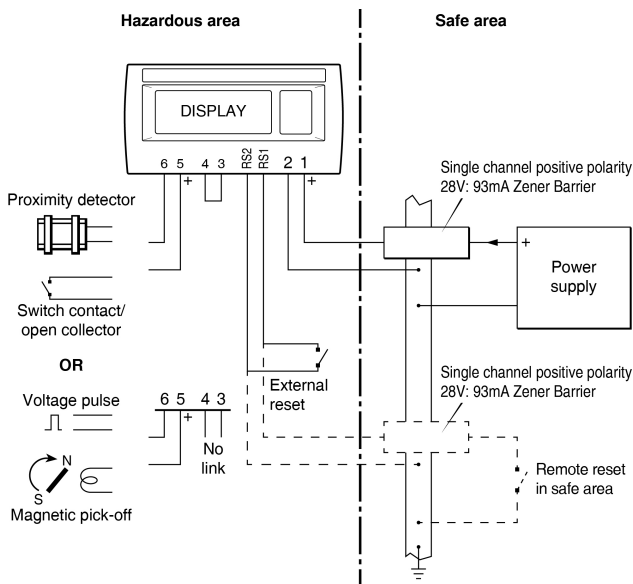 Hazardous area
Safe area
DISPLAY
6 5 4 3 RS2 RS1 2 1
+ +
Single channel positive polarity
28V: 93mA Zener Barrier
Proximity detector
+
Power
supply
Switch contact/
open collector
OR
External
reset
Single channel positive polarity
28V: 93mA Zener Barrier
Voltage pulse
6 5 4 3
+
No
link
N
S
Magnetic pick-off
Remote reset
in safe area